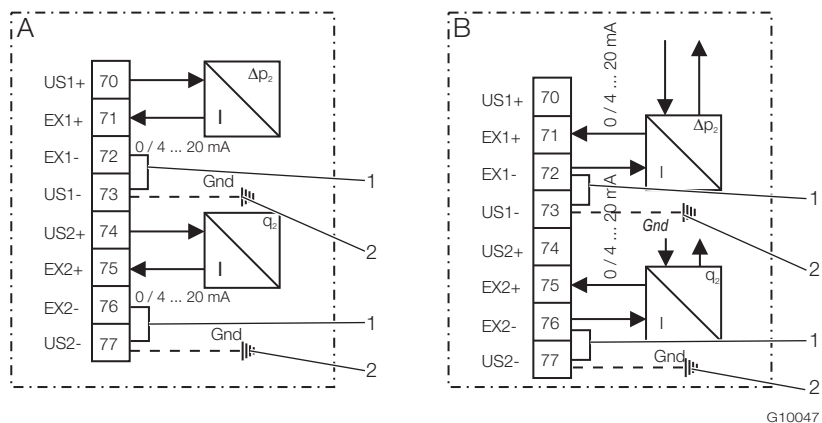 A
US1+ 70 Δp₂
EX1+ 71 I
EX1- 72 0 / 4 ... 20 mA
1
US1- 73 Gnd
US2+ 74 q₂
2
EX2+ 75 I
EX2- 76 0 / 4 ... 20 mA
1
US2- 77 Gnd
2
B
0 / 4 ... 20 mA
US1+ 70
EX1+ 71 Δp₂
EX1- 72 I
1
US1- 73 Gnd
0 / 4 ... 20 mA
US2+ 74
2
EX2+ 75 q₂
EX2- 76 I
1
US2- 77 Gnd
2
G10047